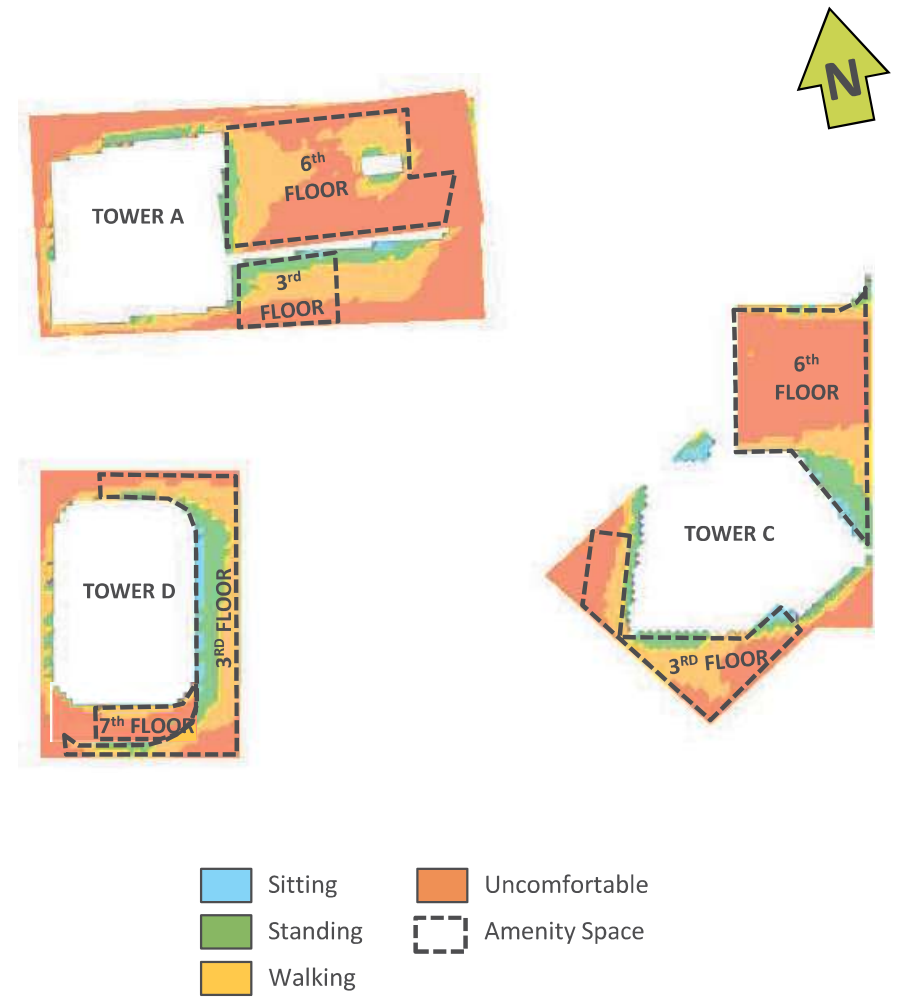 N
6th
FLOOR
TOWER A
3rd
FLOOR
6th
FLOOR
TOWER C
TOWER D
3RD FLOOR
3RD FLOOR
7th FLOOR
Sitting
Uncomfortable
Standing
Amenity Space
Walking